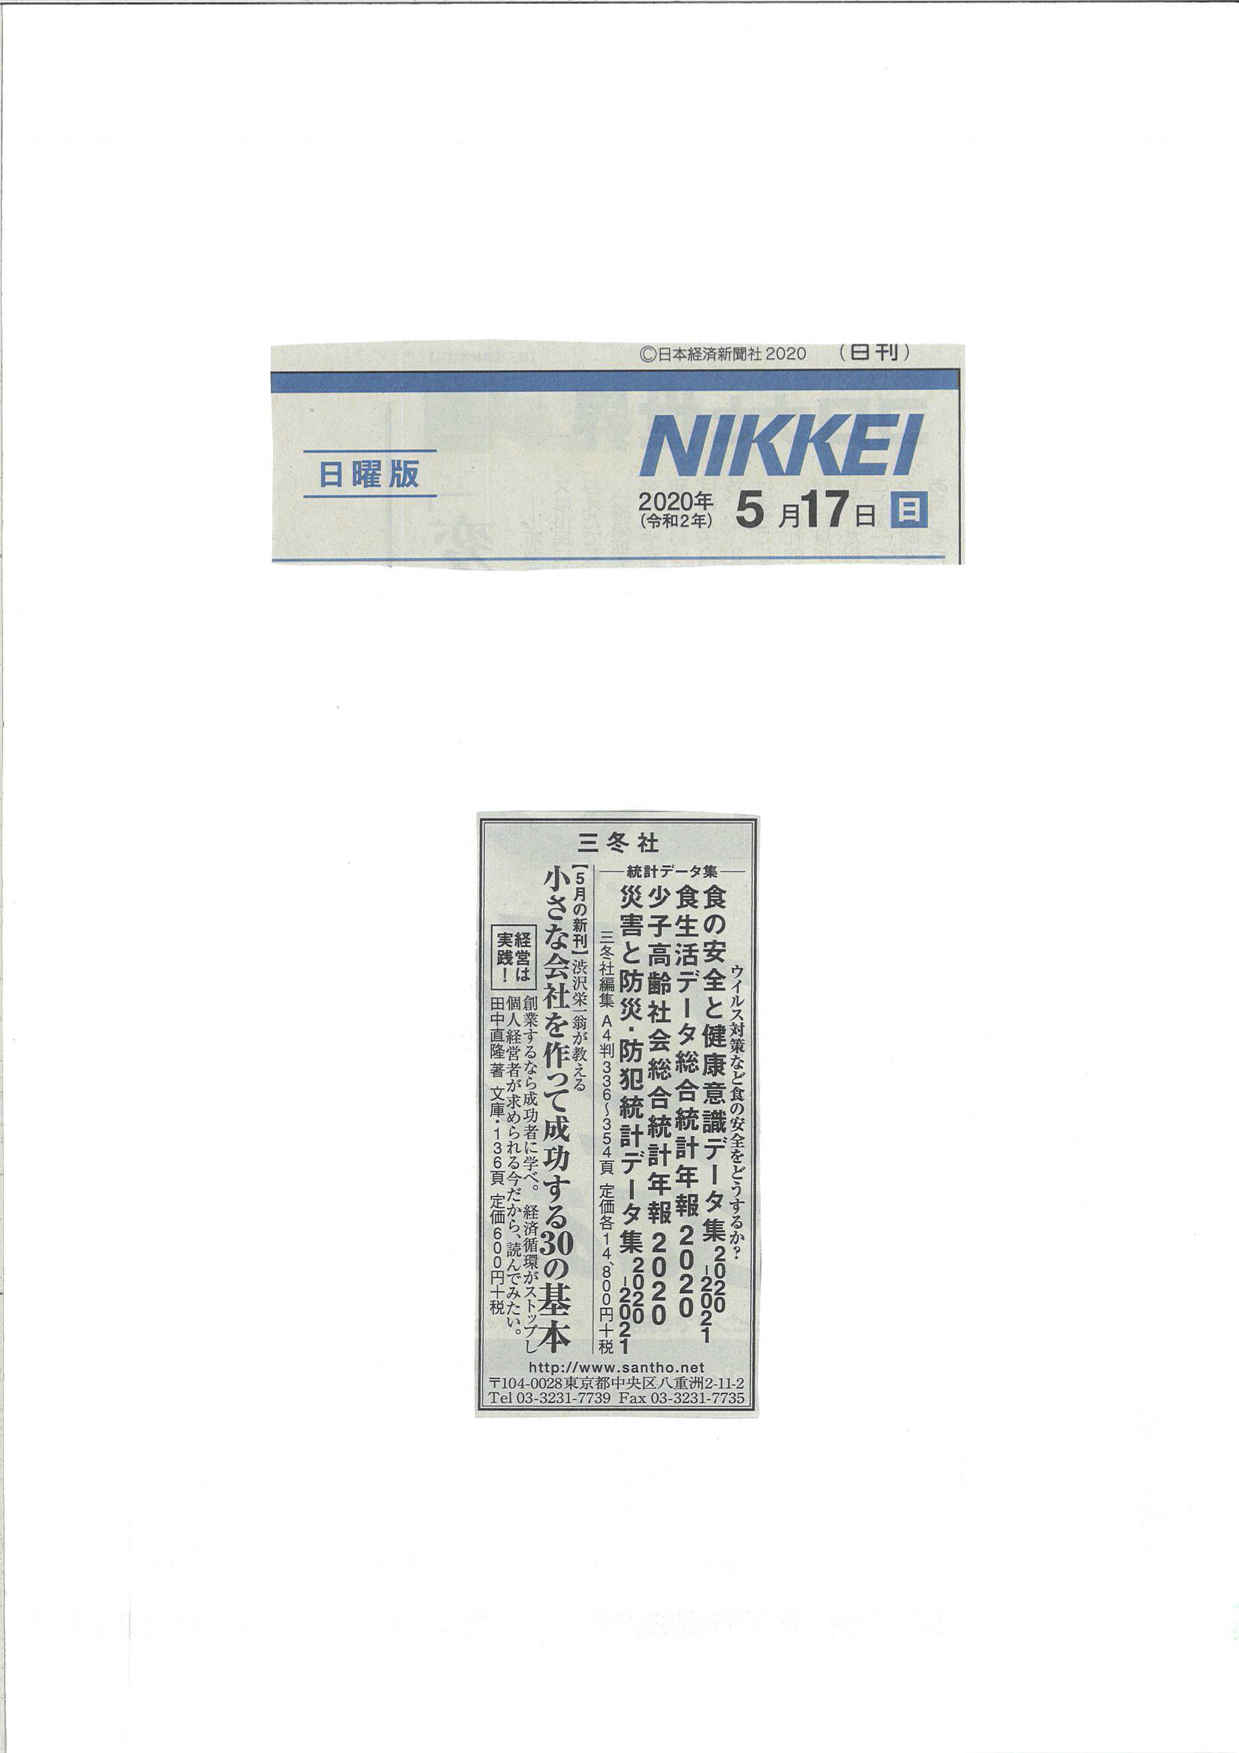 ©日本経済新聞社2020 （日刊）
NIKKEI
日曜版
2020年
(令和2年)
5月17日 日
三冬社
統計データ集
ウイルス対策など食の安全をどうするか？
食の安全と健康意識データ集2020-2021
食生活データ総合統計年報2020
少子高齢社会総合統計年報2020
災害と防災・防犯統計データ集2020-2021
三冬社編集 A4判336～354頁 定価各14,800円＋税
【5月の新刊】渋沢栄一翁が教える
小さな会社を作って成功する30の基本
経営は
実践！
創業するなら成功者に学べ。経済循環がストップし
個人経営者が求められる今だから、読んでみたい。
田中直隆 著 文庫・136頁 定価600円＋税
http://www.santho.net
〒104-0028東京都中央区八重洲2-11-2
Tel 03-3231-7739 Fax 03-3231-7735